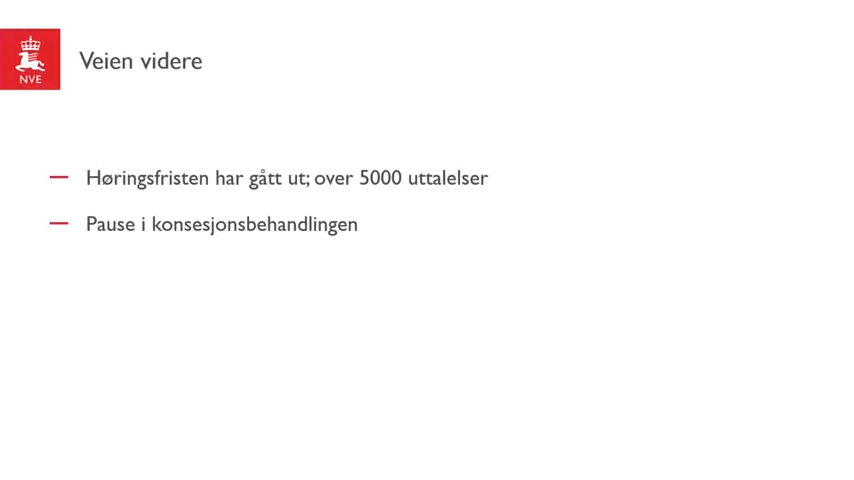 NVE
Veien videre
Høringsfristen har gått ut; over 5000 uttalelser
Pause i konsesjonsbehandlingen